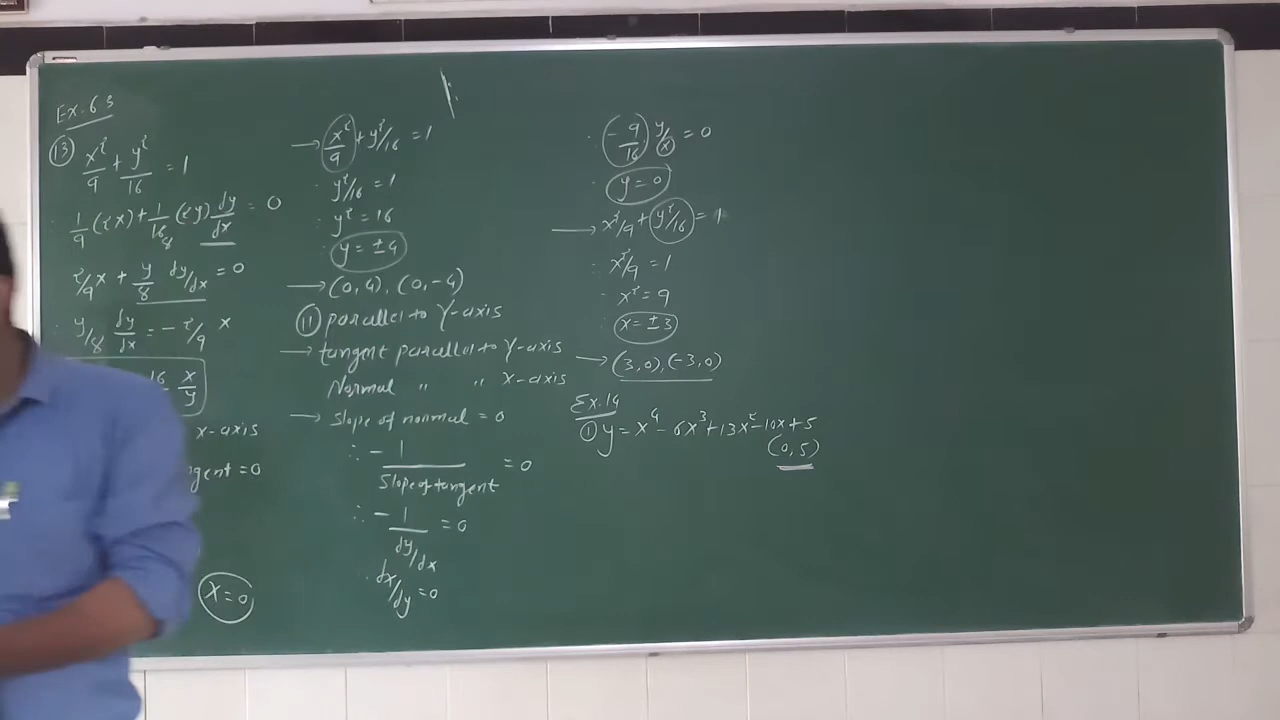 Ex. 6.3
(13) x²/9 + y²/16 = 1
∴ 1/9 (2x) + 1/16 8 (2y) dy/dx = 0
2/9 x + y/8 dy/dx = 0
∴ y/8 dy/dx = - 2/9 x
16 x/y
x-axis
ngent = 0
x = 0
→ x²/9 + y²/16 = 1
∴ y²/16 = 1
∴ y² = 16
∴ y = ±4
→ (0, 4), (0, -4)
(ii) parallel to Y-axis
→ tangent parallel to Y-axis
Normal " " X-axis
→ Slope of normal = 0
∴ - 1/Slope of tangent = 0
∴ - 1/dy/dx = 0
∴ dx/dy = 0
∴ (-9/16) y/x = 0
∴ y = 0
→ x²/9 + y²/16 = 1
∴ x²/9 = 1
∴ x² = 9
∴ x = ±3
→ (3, 0), (-3, 0)
Ex. 14
(1) y = x⁴ - 6x³ + 13x² - 10x + 5
(0, 5)